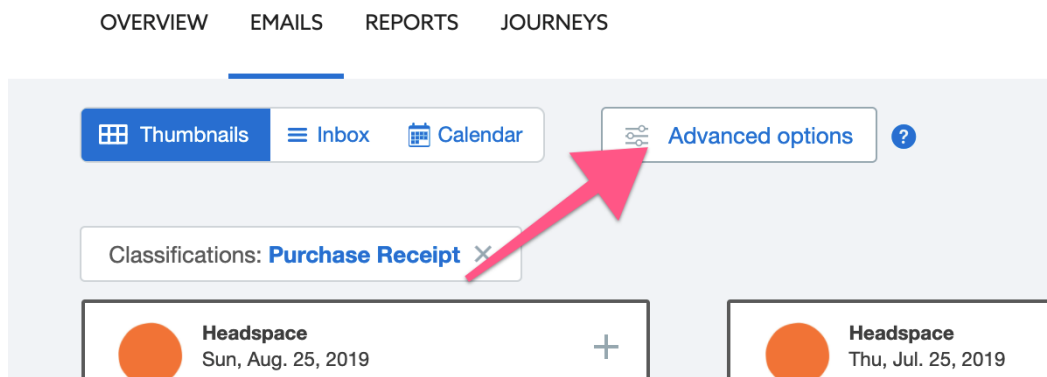 OVERVIEW EMAILS REPORTS JOURNEYS
Thumbnails Inbox Calendar Advanced options ?
Classifications: Purchase Receipt
Headspace
Sun, Aug. 25, 2019
Headspace
Thu, Jul. 25, 2019